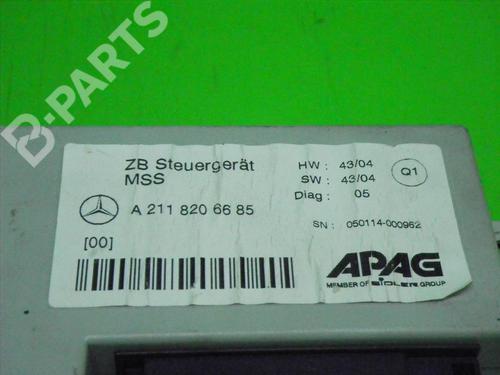 B-PARTS
ZB Steuergerät
MSS
A 211 820 66 85
[00]
HW : 43/04
SW : 43/04
Diag : 05
Q1
SN : 050114-000962
APAG
MEMBER OF SIDLER GROUP